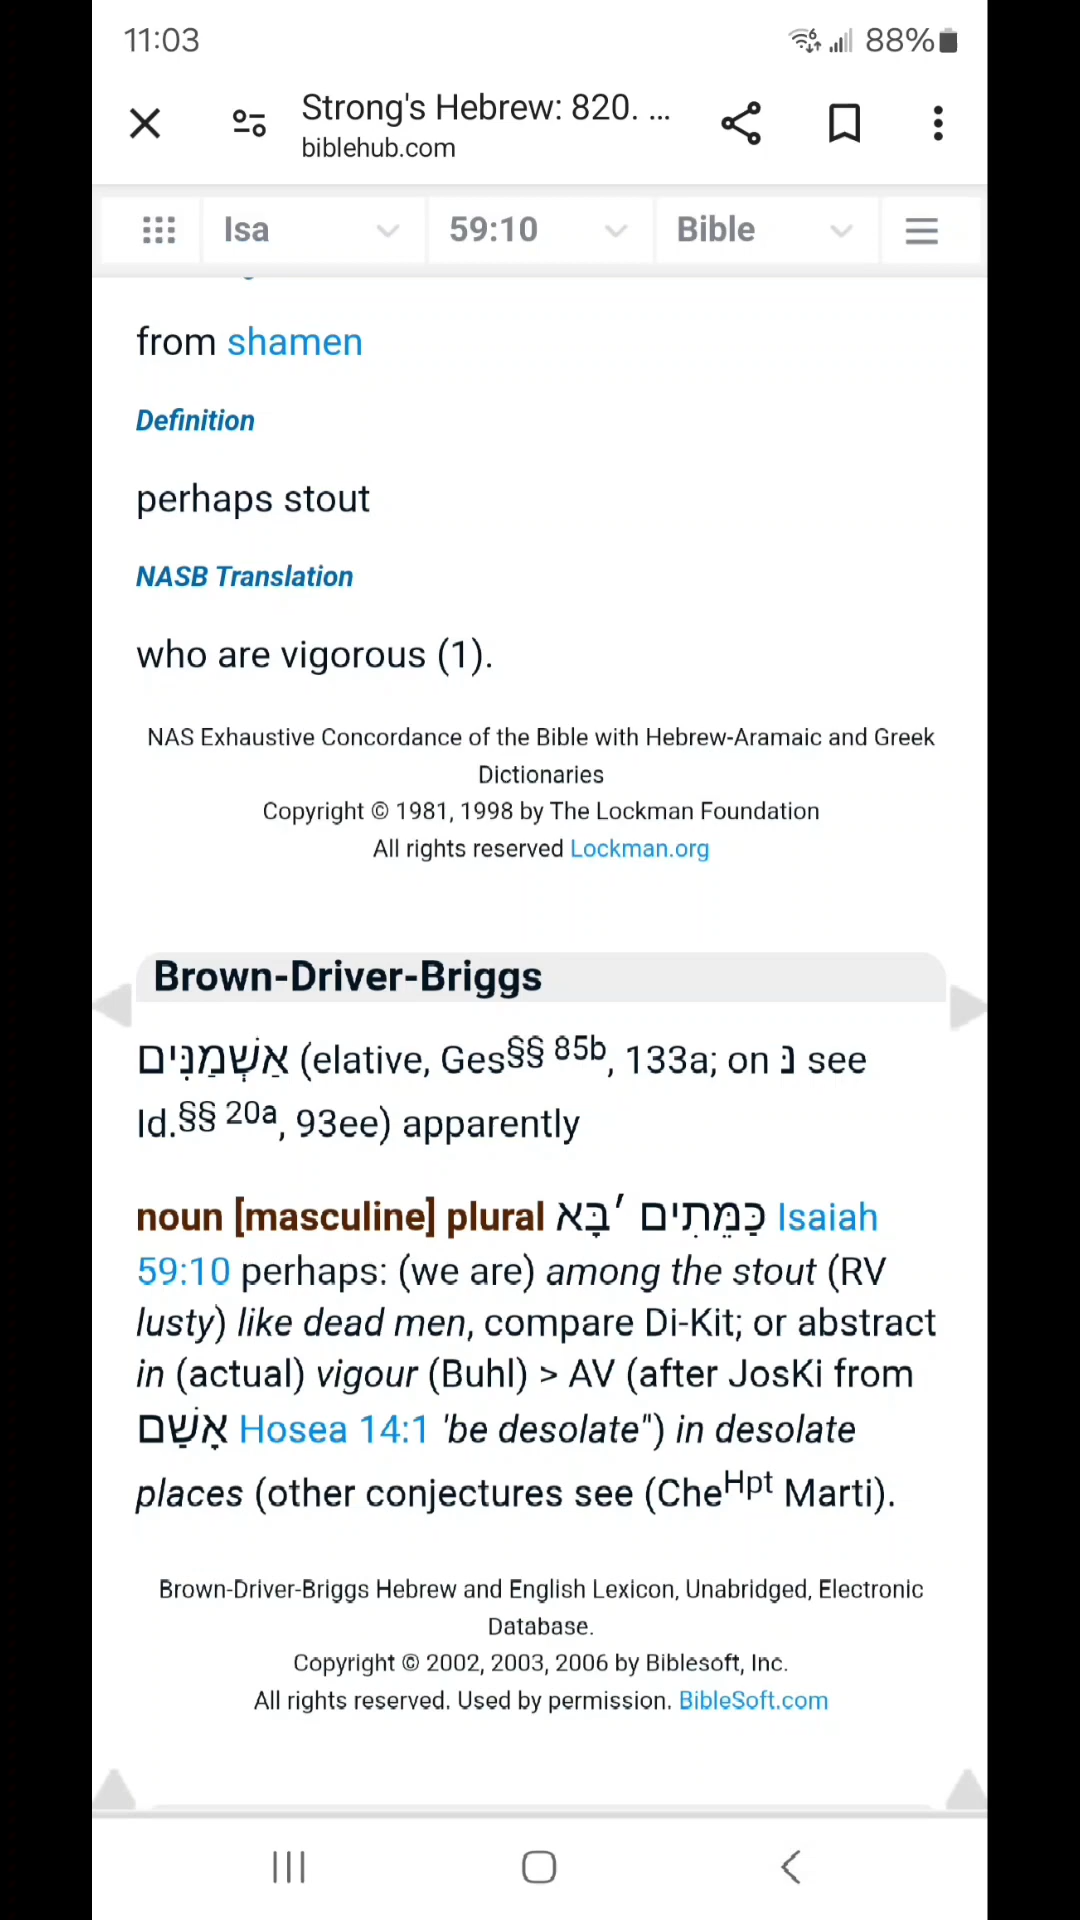 11:03
88%
Strong's Hebrew: 820. ...
biblehub.com
Isa
59:10
Bible
from shamen
Definition
perhaps stout
NASB Translation
who are vigorous (1).
NAS Exhaustive Concordance of the Bible with Hebrew-Aramaic and Greek
Dictionaries
Copyright © 1981, 1998 by The Lockman Foundation
All rights reserved Lockman.org
Brown-Driver-Briggs
אַשְׁמַנִּים (elative, Ges§§ 85b, 133a; on נּ see
Id.§§ 20a, 93ee) apparently
noun [masculine] plural בָּא ׳ כַּמֵּתִים Isaiah
59:10 perhaps: (we are) among the stout (RV
lusty) like dead men, compare Di-Kit; or abstract
in (actual) vigour (Buhl) > AV (after JosKi from
אָשַׁם Hosea 14:1 'be desolate") in desolate
places (other conjectures see (CheHpt Marti).
Brown-Driver-Briggs Hebrew and English Lexicon, Unabridged, Electronic
Database.
Copyright © 2002, 2003, 2006 by Biblesoft, Inc.
All rights reserved. Used by permission. BibleSoft.com